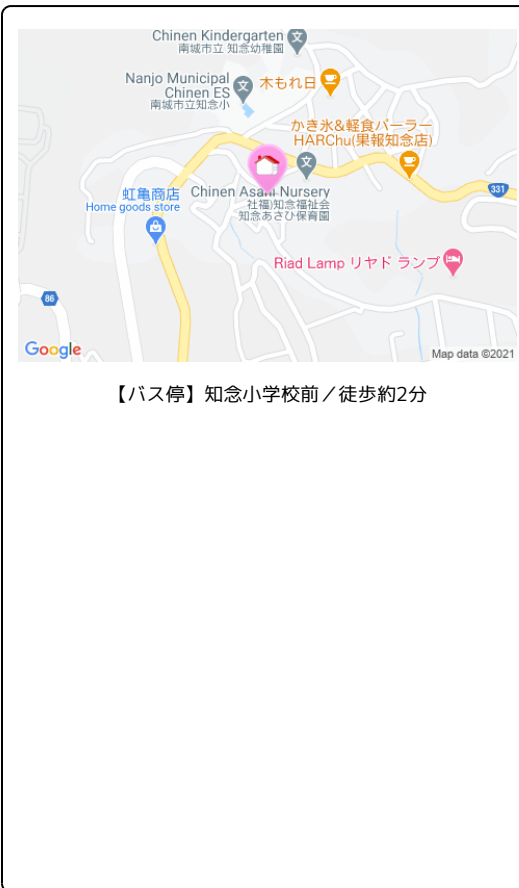 Chinen Kindergarten
南城市立 知念幼稚園
Nanjo Municipal
Chinen ES
南城市立知念小
木もれ日
かき氷&軽食パーラー
HARChu(果報知念店)
虹亀商店
Home goods store
Chinen Asahi Nursery
社福)知念福祉会
知念あさひ保育園
331
Riad Lamp リヤド ランプ
86
Google
Map data ©2021
【バス停】知念小学校前／徒歩約2分